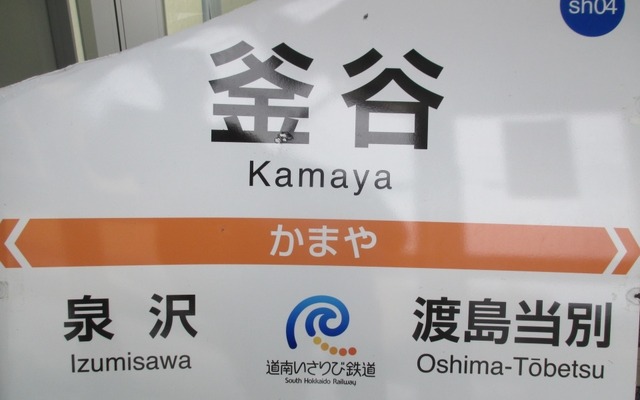 sh04
釜谷
Kamaya
かまや
泉沢
Izumisawa
道南いさりび鉄道
South Hokkaido Railway
渡島当別
Oshima-Tōbetsu